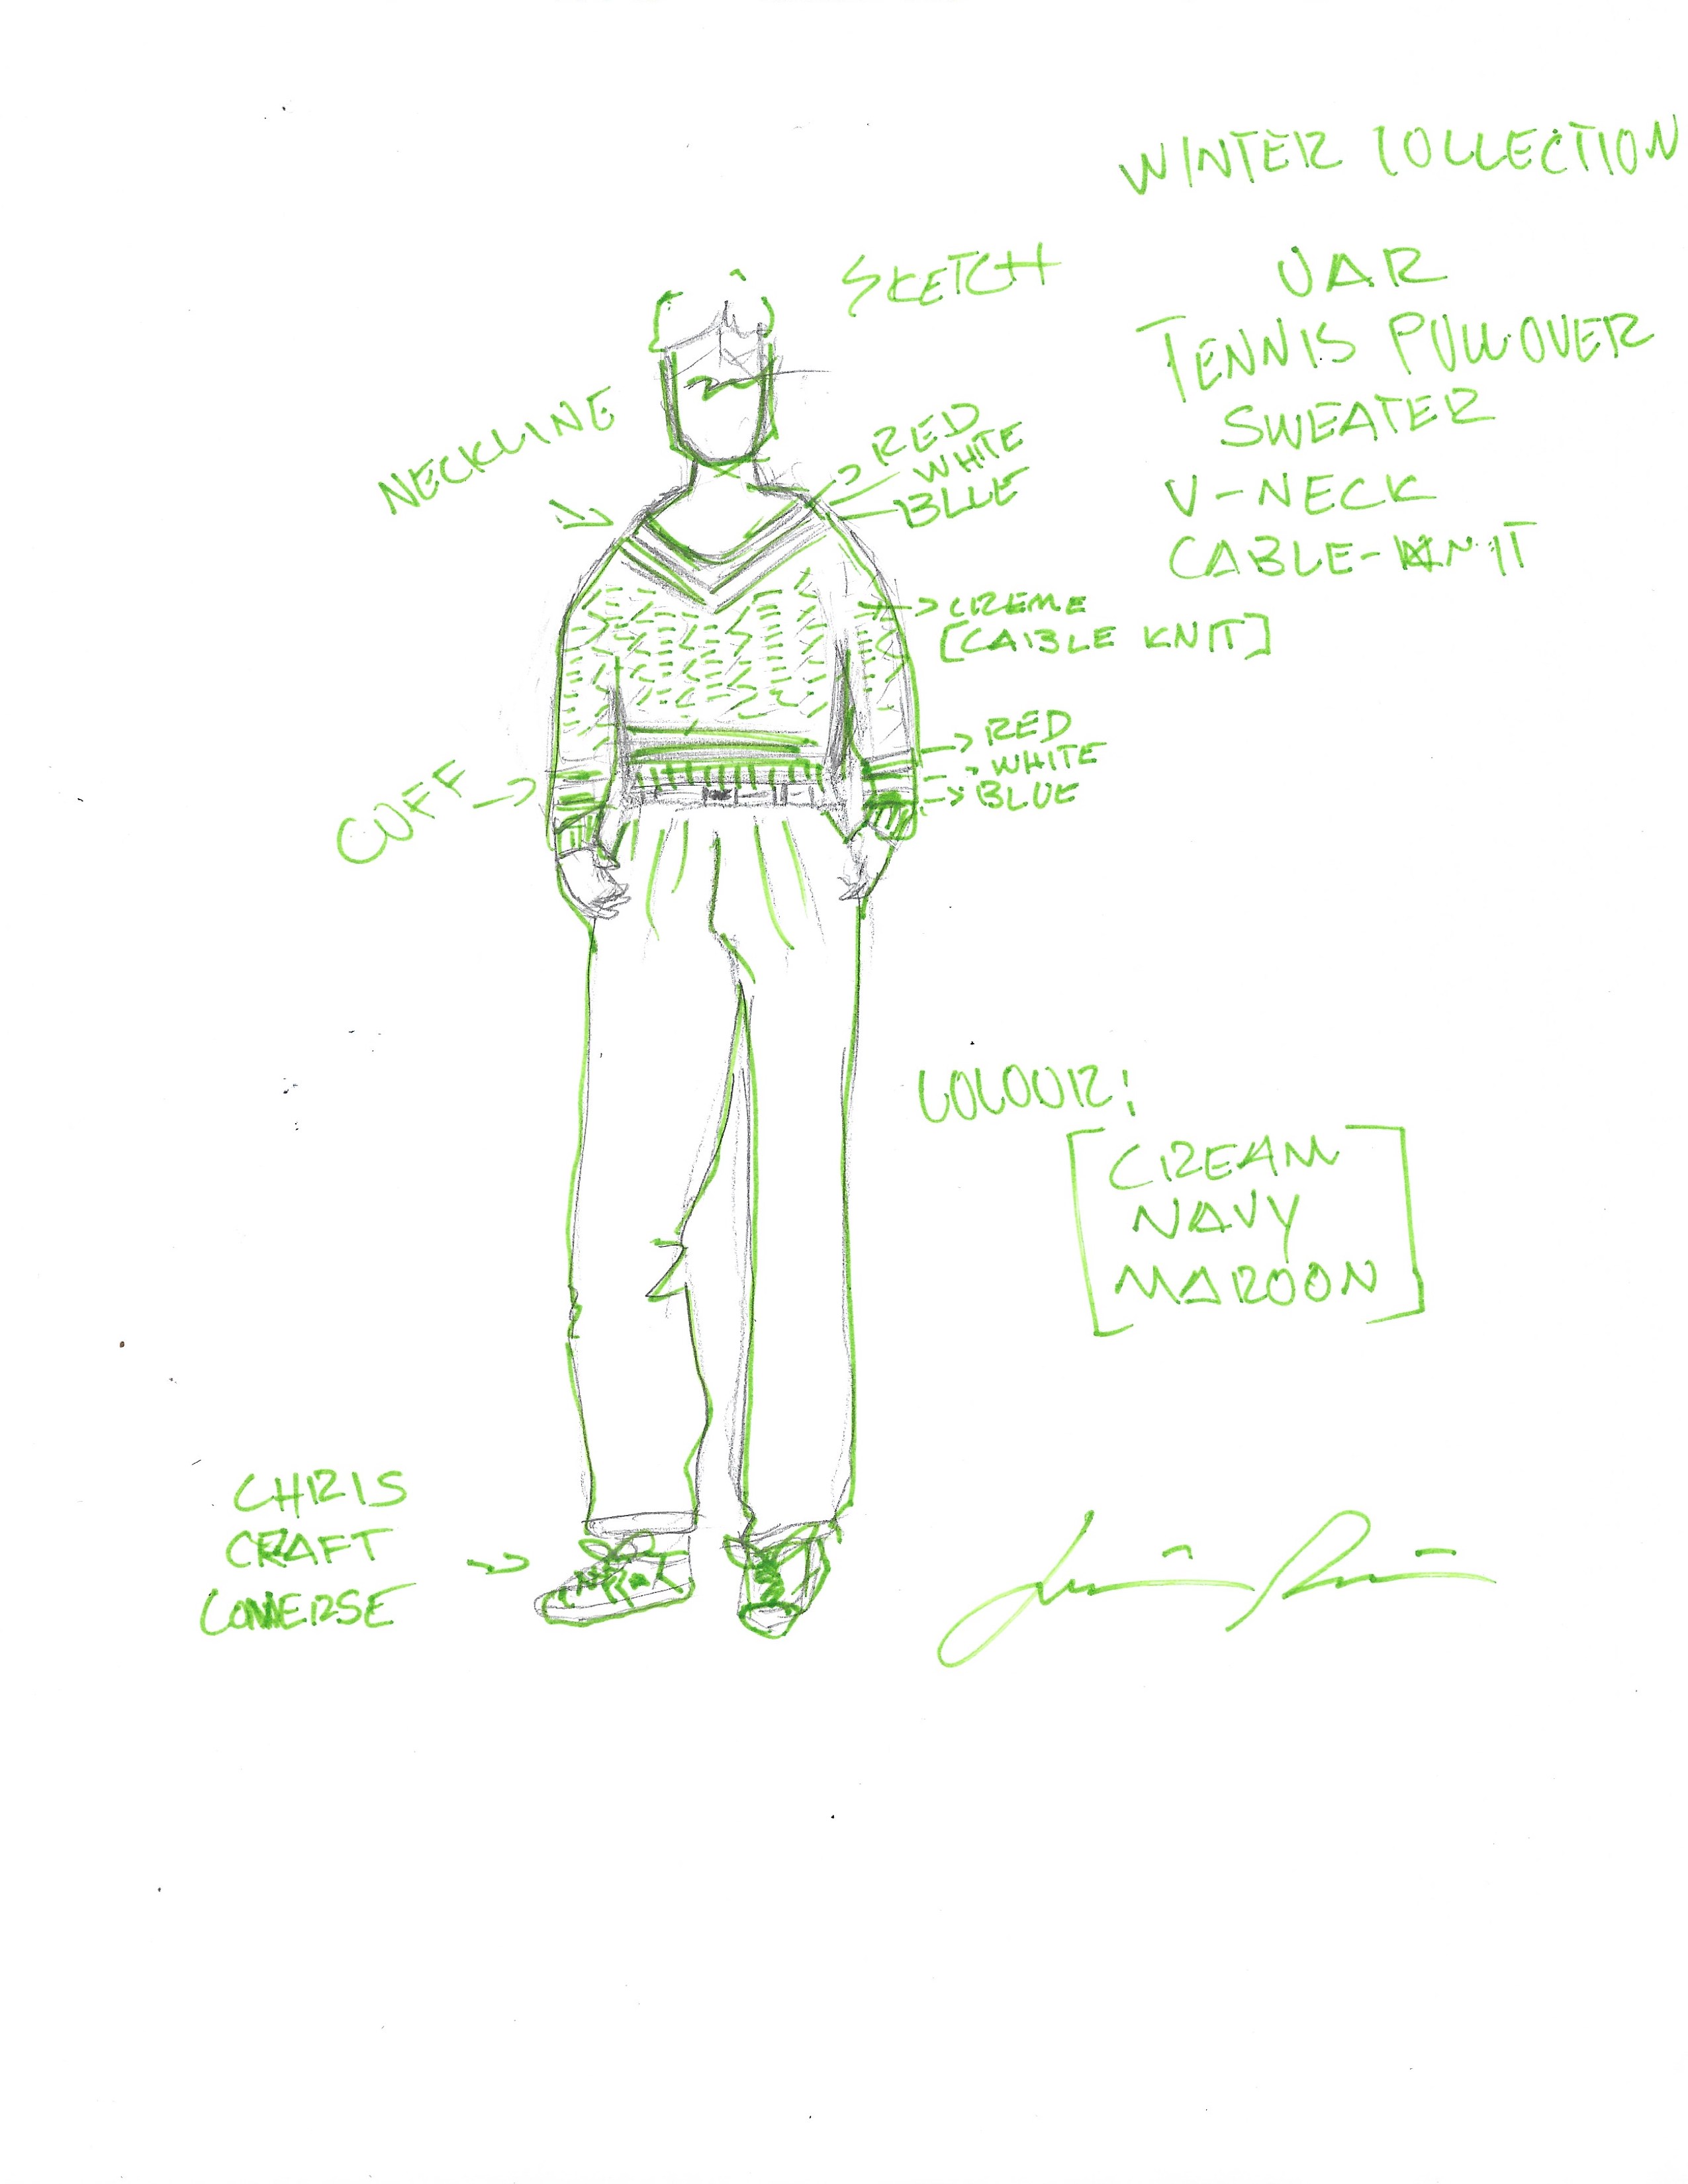 WINTER COLLECTION
SKETCH
UAR
TENNIS PULLOVER
SWEATER
V-NECK
CABLE-KNIT
NECKLINE
RED
WHITE
BLUE
CREME
[CABLE KNIT]
RED
WHITE
BLUE
CUFF
COLOUR:
CREAM
NAVY
MAROON
CHRIS
CRAFT
CONVERSE